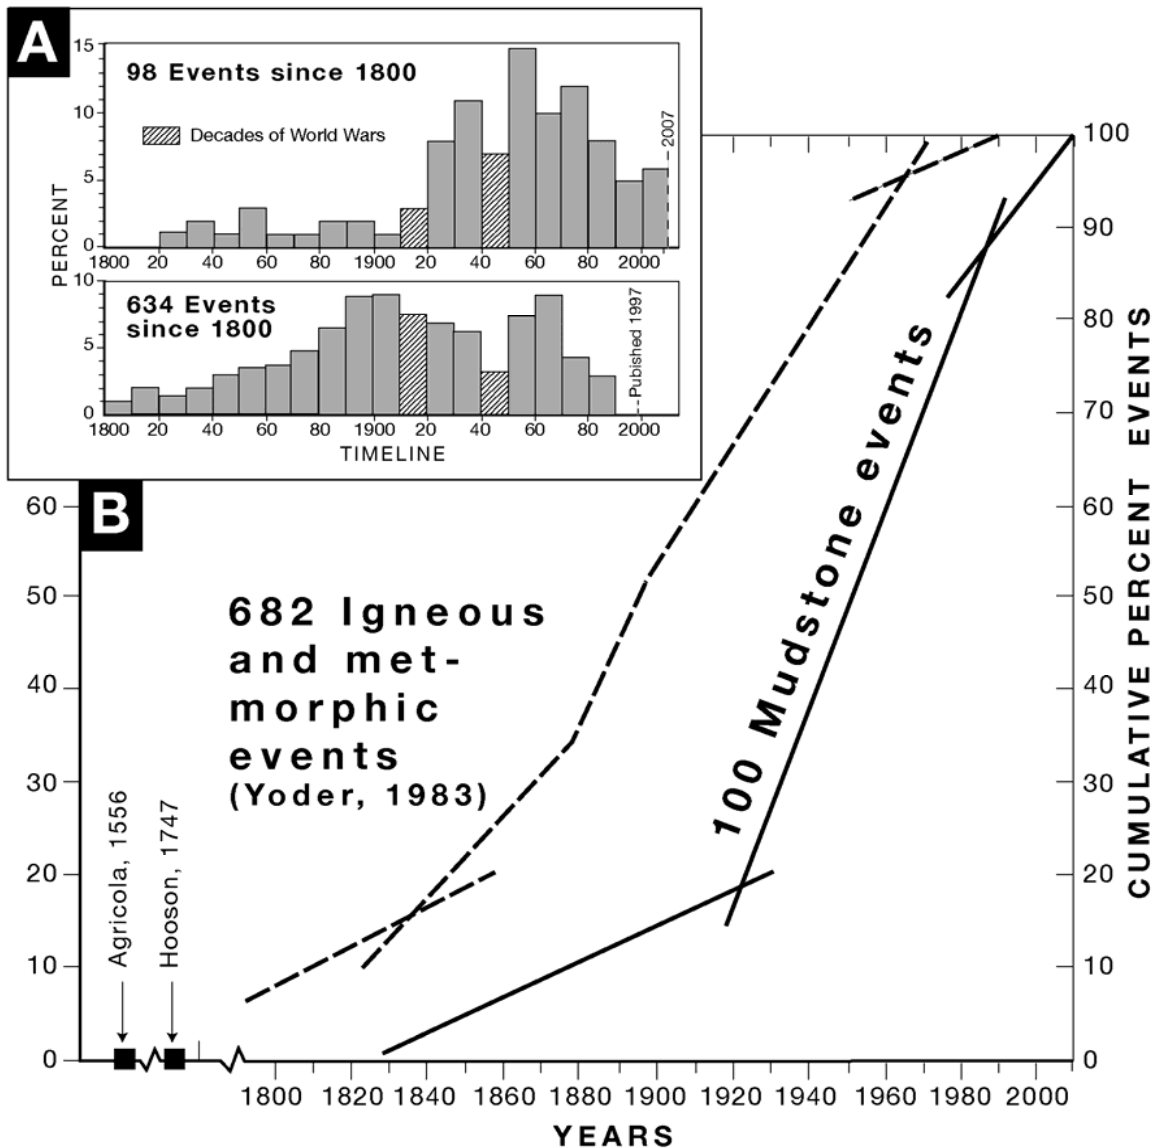 A
15
10
5
0
PERCENT
98 Events since 1800
Decades of World Wars
2007
1800 20 40 60 80 1900 20 40 60 80 2000
10
5
0
634 Events
since 1800
Pubished 1997
1800 20 40 60 80 1900 20 40 60 80 2000
TIMELINE
B
60
50
40
30
20
10
0
682 Igneous
and met-
morphic
events
(Yoder, 1983)
Agricola, 1556
Hooson, 1747
100 Mudstone events
100
90
80
70
60
50
40
30
20
10
0
CUMULATIVE PERCENT EVENTS
1800 1820 1840 1860 1880 1900 1920 1940 1960 1980 2000
YEARS